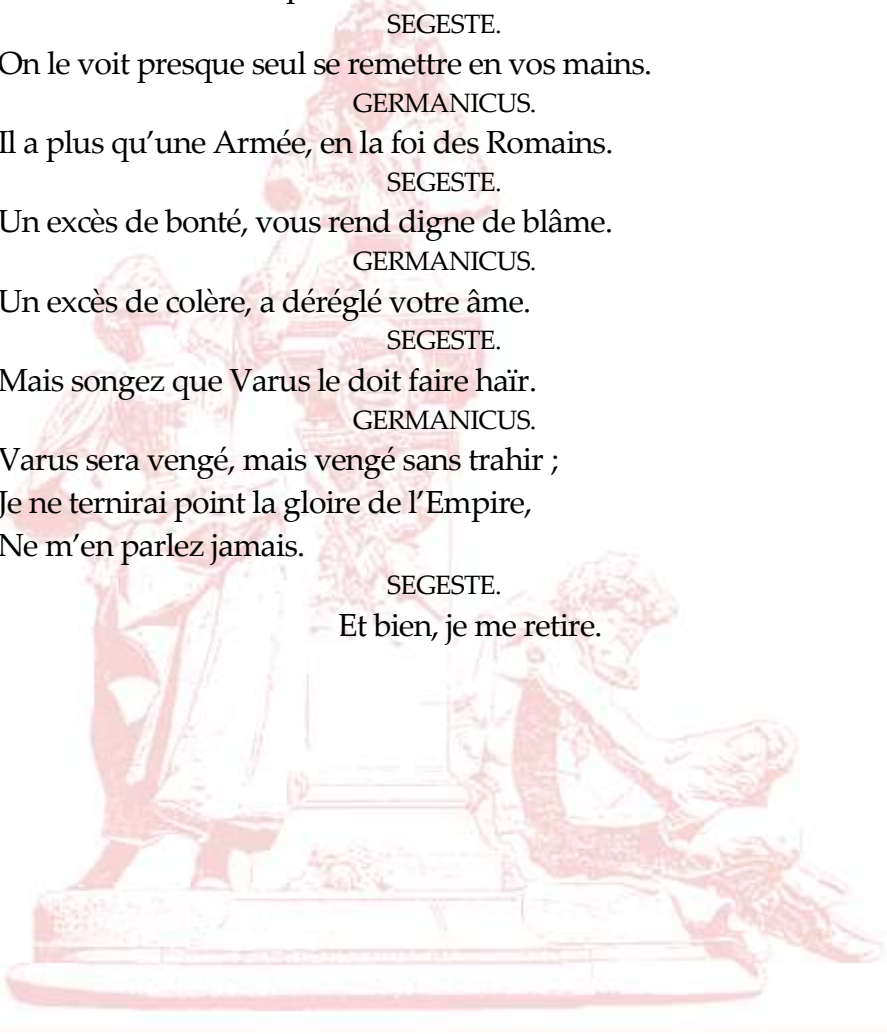 SEGESTE.
On le voit presque seul se remettre en vos mains.
GERMANICUS.
Il a plus qu’une Armée, en la foi des Romains.
SEGESTE.
Un excès de bonté, vous rend digne de blâme.
GERMANICUS.
Un excès de colère, a déréglé votre âme.
SEGESTE.
Mais songez que Varus le doit faire haïr.
GERMANICUS.
Varus sera vengé, mais vengé sans trahir ;
Je ne ternirai point la gloire de l’Empire,
Ne m’en parlez jamais.
SEGESTE.
Et bien, je me retire.